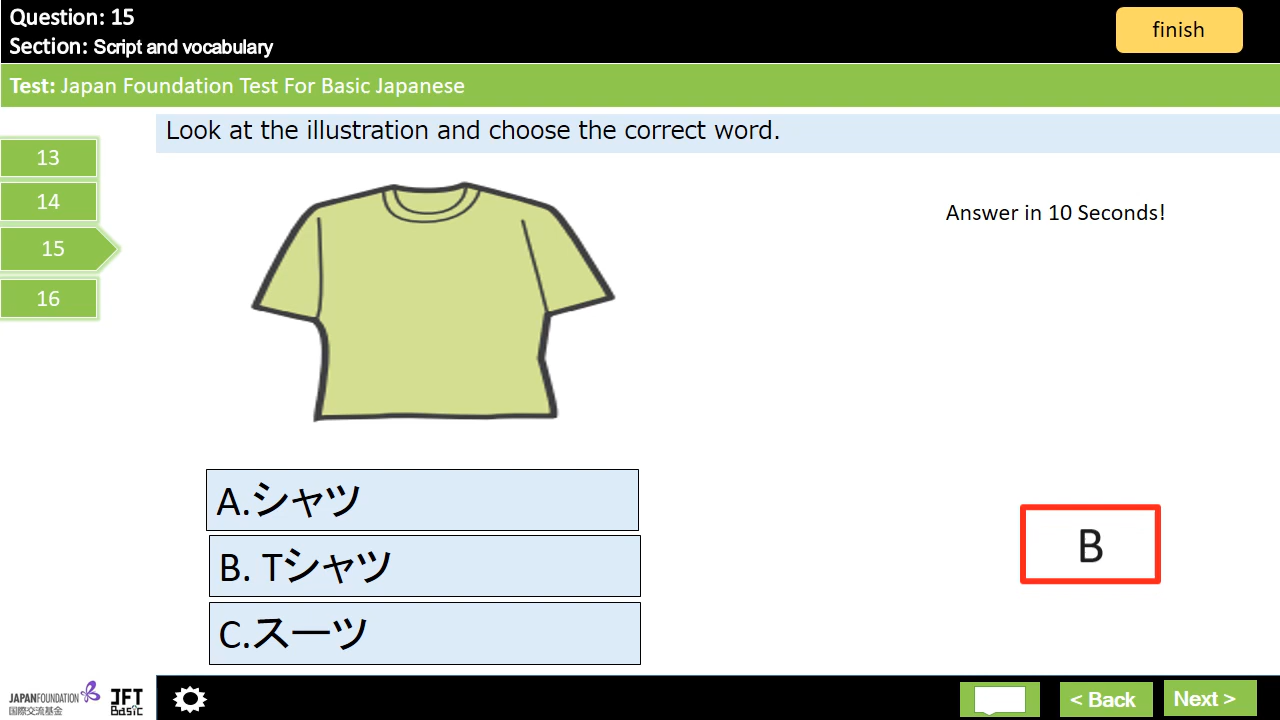 Question: 15
Section: Script and vocabulary
finish
Test: Japan Foundation Test For Basic Japanese
Look at the illustration and choose the correct word.
13
14
15
16
Answer in 10 Seconds!
A.シャツ
B. Tシャツ
C.スーツ
B
JAPANFOUNDATION
国際交流基金
JFT
Basic
< Back
Next >